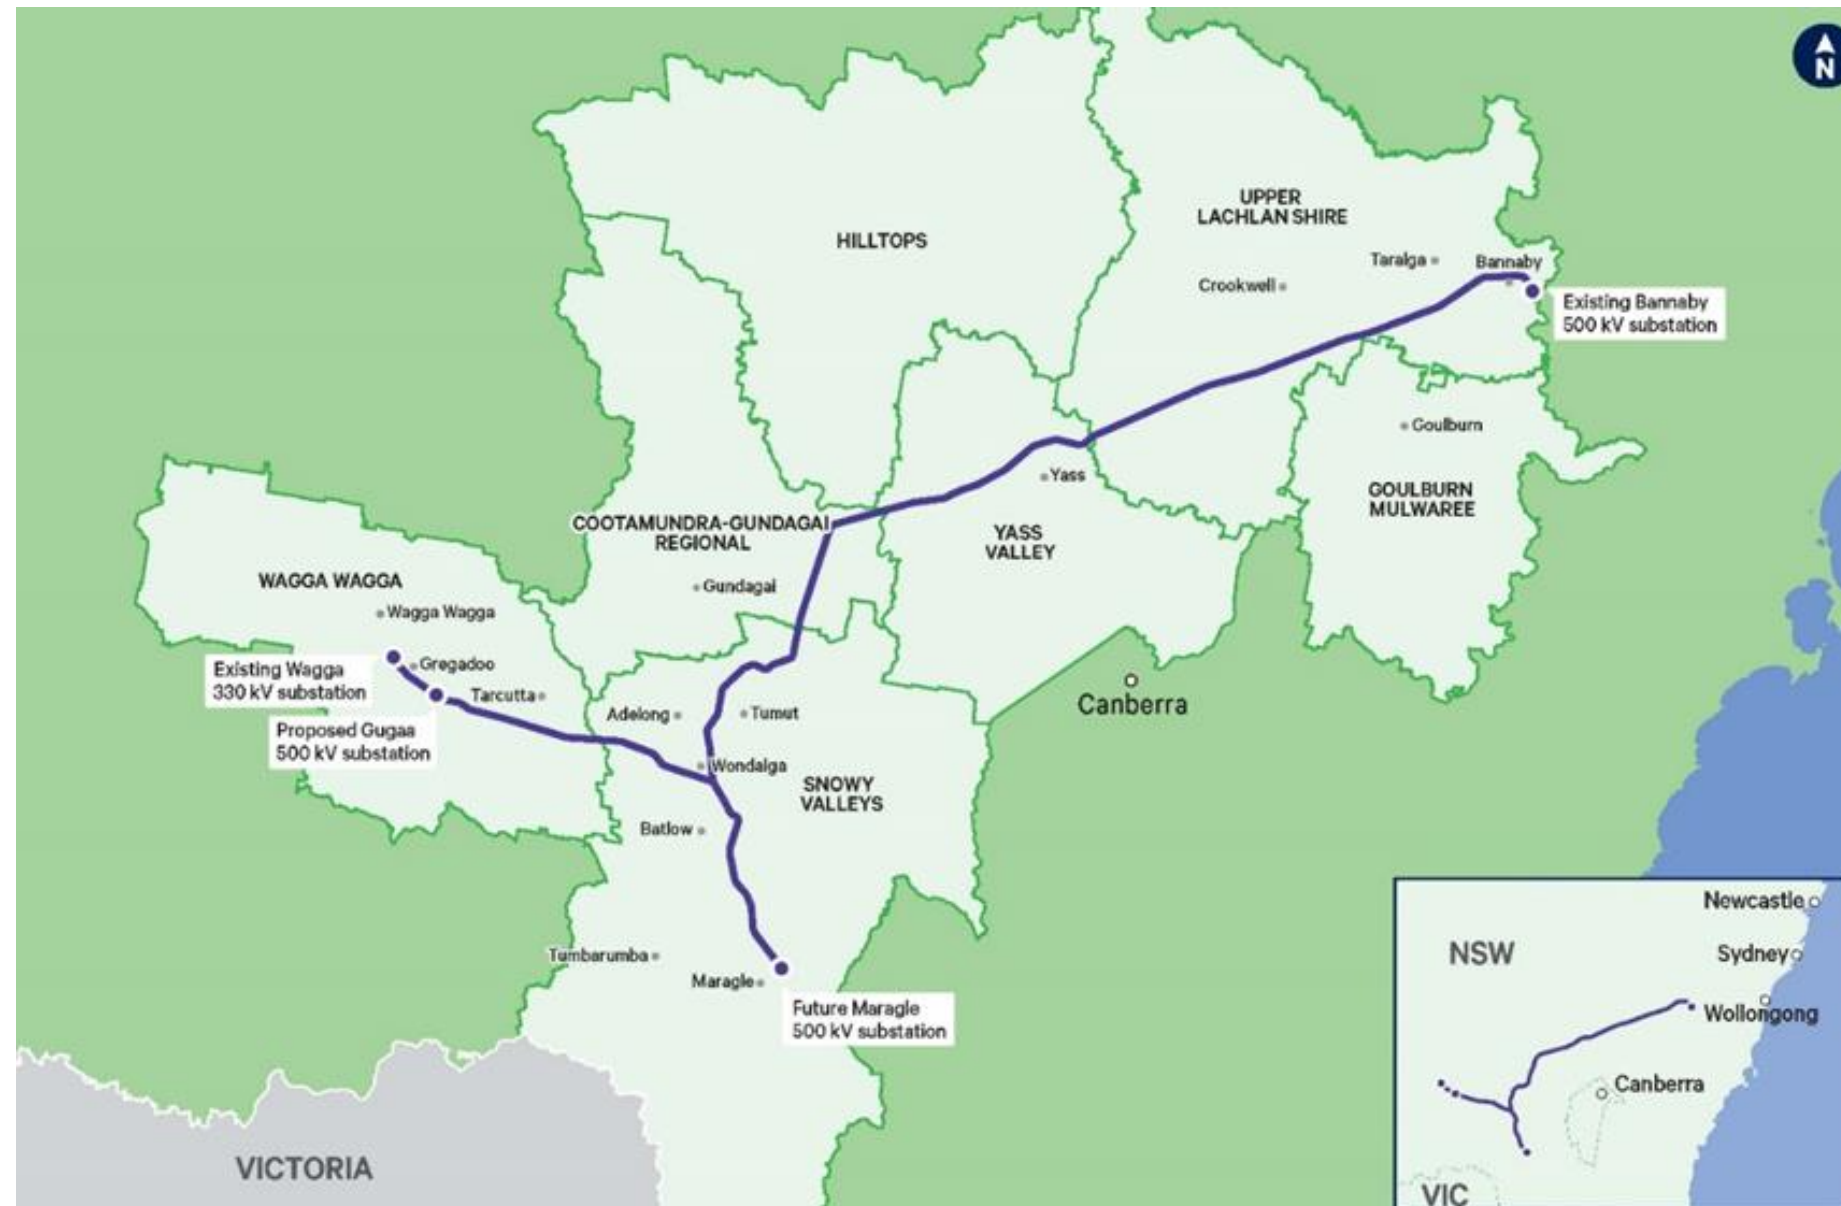 N
UPPER
LACHLAN SHIRE
HILLTOPS
Taralga
Bannaby
Crookwell
Existing Bannaby
500 kV substation
Goulburn
Yass
GOULBURN
MULWAREE
COOTAMUNDRA-GUNDAGAI
REGIONAL
YASS
VALLEY
WAGGA WAGGA
Gundagai
Wagga Wagga
Existing Wagga
330 kV substation
Gregadoo
Tarcutta
Canberra
Adelong
Tumut
Proposed Gugaa
500 kV substation
Wondalga
SNOWY
VALLEYS
Batlow
Tumbarumba
Maragle
Future Maragle
500 kV substation
VICTORIA
Newcastle
NSW
Sydney
Wollongong
Canberra
VIC